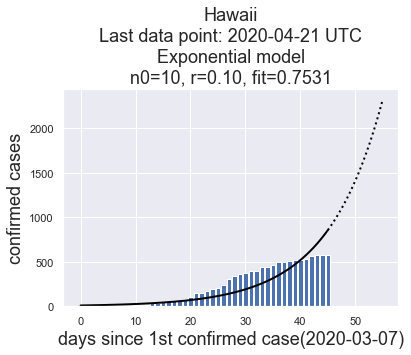 Hawaii
Last data point: 2020-04-21 UTC
Exponential model
n0=10, r=0.10, fit=0.7531
confirmed cases
2000
1500
1000
500
0
0 10 20 30 40 50
days since 1st confirmed case(2020-03-07)